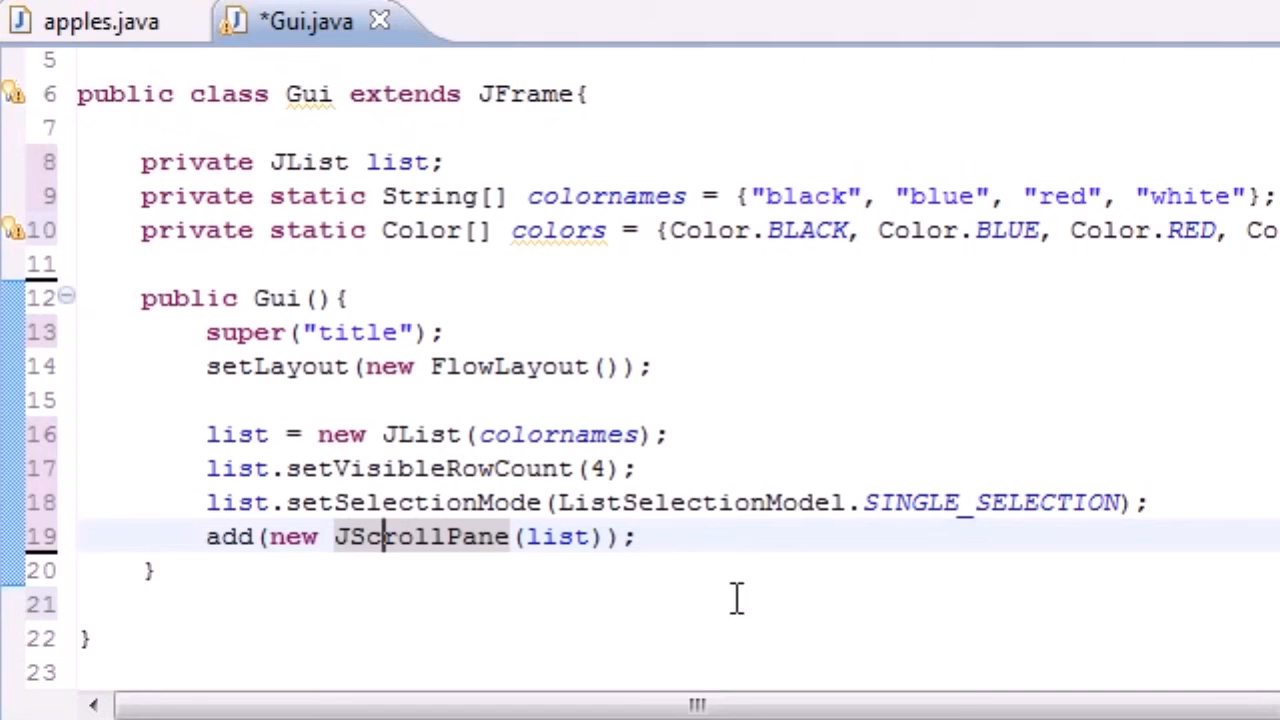 apples.java
*Gui.java
5
6 public class Gui extends JFrame{
7
8 private JList list;
9 private static String[] colornames = {"black", "blue", "red", "white"};
10 private static Color[] colors = {Color.BLACK, Color.BLUE, Color.RED, Co
11
12 public Gui(){
13 super("title");
14 setLayout(new FlowLayout());
15
16 list = new JList(colornames);
17 list.setVisibleRowCount(4);
18 list.setSelectionMode(ListSelectionModel.SINGLE_SELECTION);
19 add(new JScrollPane(list));
20 }
21
22 }
23